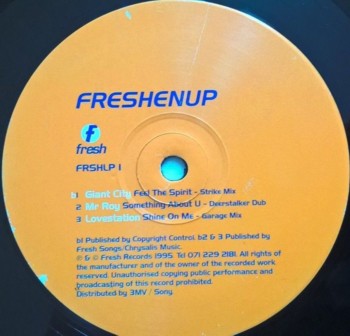 FRESHENUP
f
fresh
FRSHLP 1
b1 Giant City Feel The Spirit - Strike Mix
2 Mr Roy Something About U - Deerstalker Dub
3 Lovestation Shine On Me - Garage Mix
b1 Published by Copyright Control. b2 & 3 Published by
Fresh Songs/Chrysalis Music.
℗ & © Fresh Records 1995. Tel 071 229 2181. All rights of
the manufacturer and of the owner of the recorded work
reserved. Unauthorised copying public performance and
broadcasting of this record prohibited.
Distributed by 3MV / Sony.